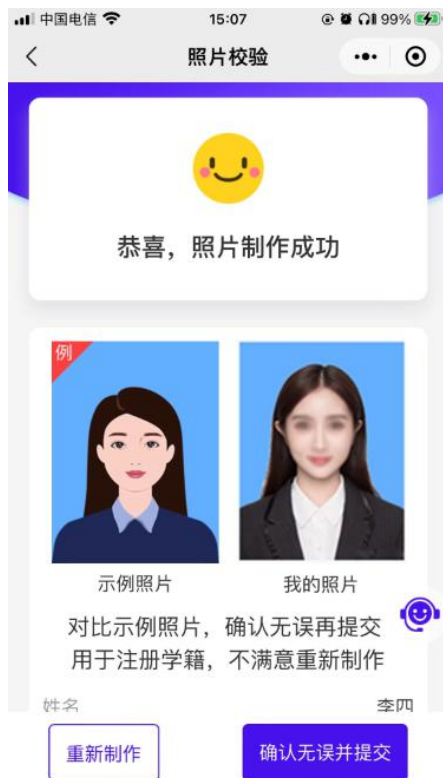 中国电信 15:07 99%
照片校验
恭喜，照片制作成功
例
示例照片 我的照片
对比示例照片，确认无误再提交
用于注册学籍，不满意重新制作
姓名 李四
重新制作 确认无误并提交